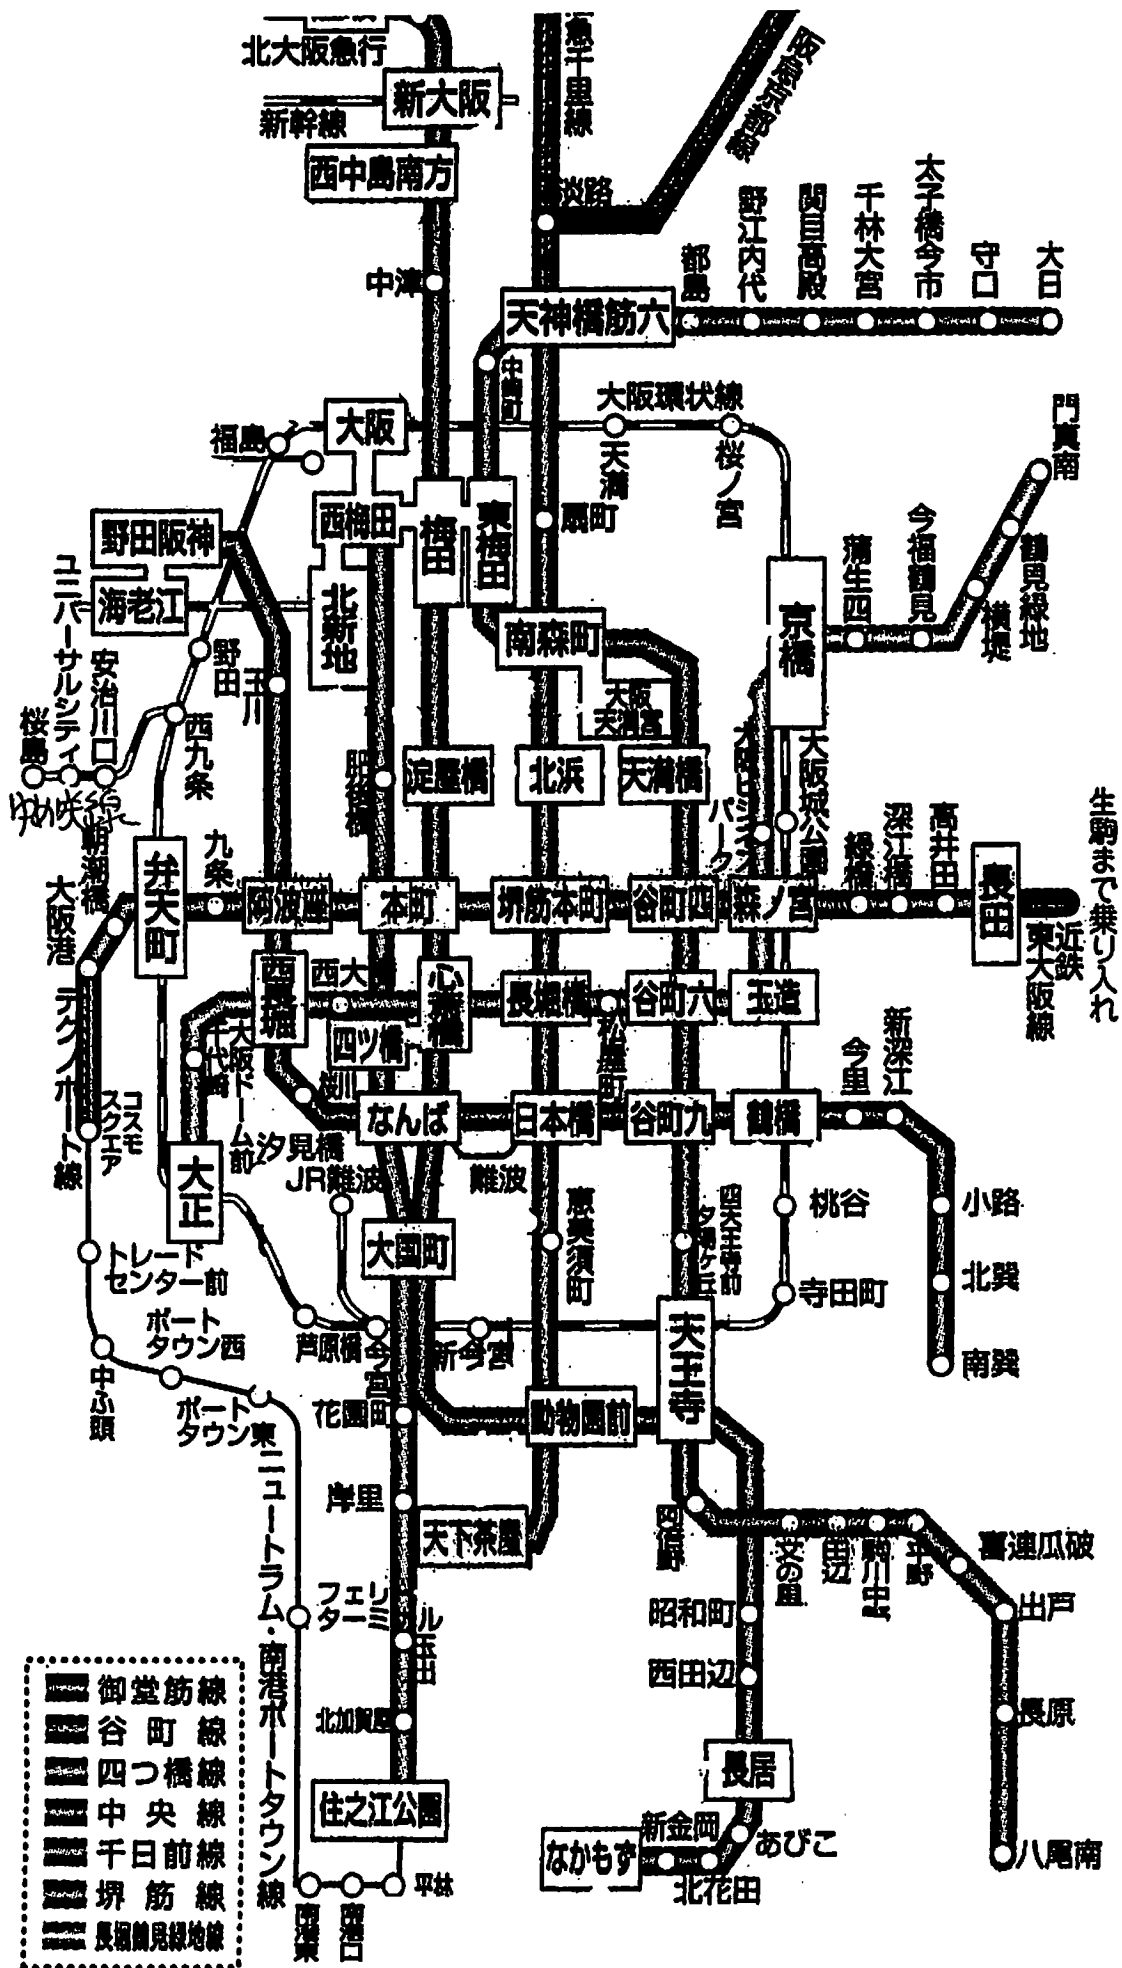 北大阪急行
新大阪
新幹線
急千里線
西中島南方
淡路
中津
天神橋筋六
都島
野江内代
関目高殿
千林大宮
太子橋今市
守口
大日
中崎町
大阪環状線
大阪
福島
天満
桜ノ宮
門真南
野田阪神
西梅田
梅田
東梅田
扇町
京橋
蒲生四
今福鶴見
横堤
鶴見緑地
ユニバーサルシティ
海老江
北新地
南森町
大阪
天満宮
安治川口
野田
玉川
桜島
西九条
ゆめ咲線
肥後橋
淀屋橋
北浜
天満橋
大阪ビジネス
パーク
大阪城公園
朝潮橋
弁天町
九条
阿波座
本町
堺筋本町
谷町四
森ノ宮
緑橋
深江橋
高井田
長田
近鉄
東大阪線
生駒まで乗り入れ
大阪港
テクノポート線
西大橋
心斎橋
長堀橋
松屋町
谷町六
玉造
四ツ橋
大阪ドーム前
千代崎
コスモ
スクエア
桜川
汐見橋
なんば
日本橋
谷町九
鶴橋
今里
新深江
大正
JR難波
難波
大国町
恵美須町
四天王寺前
夕陽ヶ丘
桃谷
小路
北巽
南巽
寺田町
トレード
センター前
ポート
タウン西
中ふ頭
ポート
タウン東
芦原橋
今宮
新今宮
天王寺
動物園前
花園町
岸里
天下茶屋
阿倍野
文の里
田辺
駒川中
平野
喜連瓜破
出戸
長原
八尾南
フェリ
ターミ
ル
玉出
昭和町
西田辺
北加賀屋
長居
住之江公園
新金岡
あびこ
なかもず
北花田
平林
南港口
南港東
ニュートラム・南港ポートタウン線
御堂筋線
谷町線
四つ橋線
中央線
千日前線
堺筋線
長堀鶴見緑地線